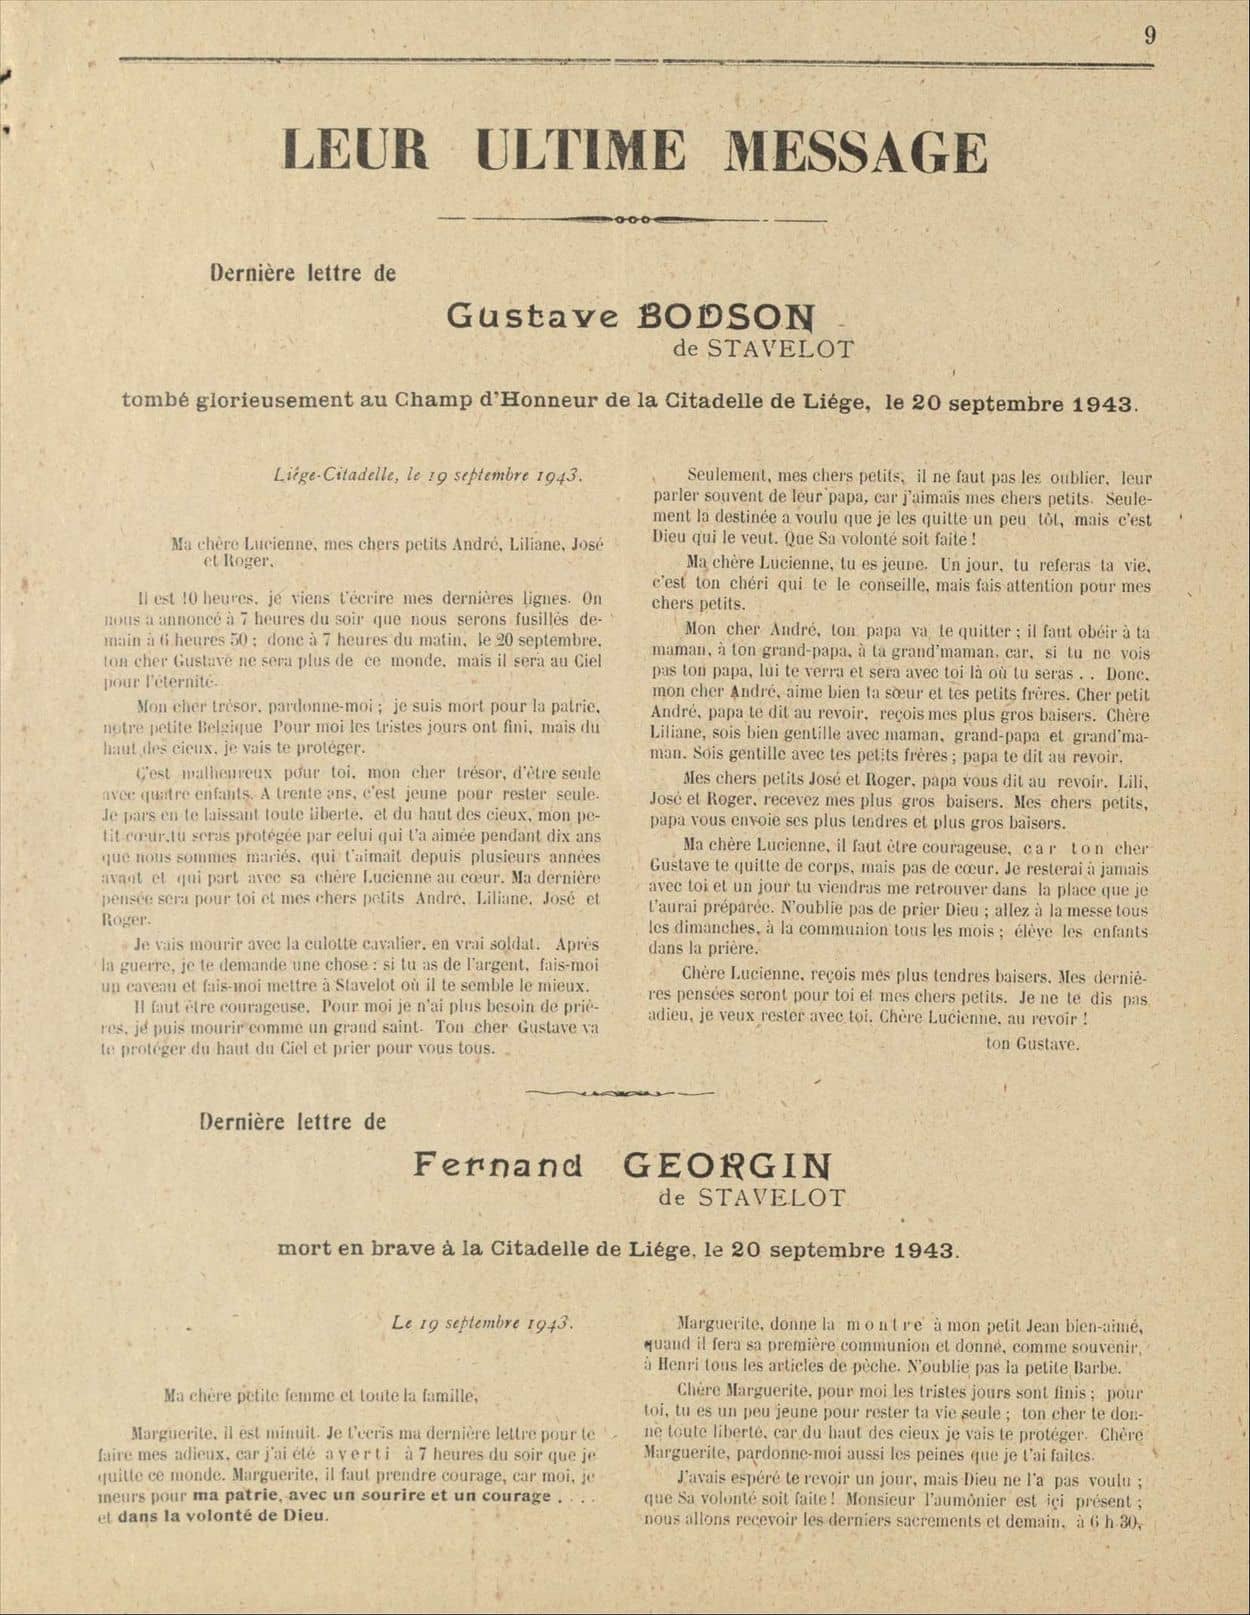 9
LEUR ULTIME MESSAGE
Dernière lettre de
Gustave BODSON
de STAVELOT
tombé glorieusement au Champ d'Honneur de la Citadelle de Liége, le 20 septembre 1943.
Liége-Citadelle, le 19 septembre 1943.
Ma chère Lucienne, mes chers petits André, Liliane, José
et Roger,
Il est 10 heures, je viens t'écrire mes dernières lignes. On
nous a annoncé à 7 heures du soir que nous serons fusillés de-
main à 6 heures 50 ; donc à 7 heures du matin, le 20 septembre,
ton cher Gustave ne sera plus de ce monde, mais il sera au Ciel
pour l'éternité.
Mon cher trésor, pardonne-moi ; je suis mort pour la patrie,
notre petite Belgique Pour moi les tristes jours ont fini, mais du
haut des cieux, je vais te protéger.
C'est malheureux pour toi, mon cher trésor, d'être seule
avec quatre enfants. A trente ans, c'est jeune pour rester seule.
Je pars en te laissant toute liberté, et du haut des cieux, mon pe-
tit cœur, tu seras protégée par celui qui t'a aimée pendant dix ans
que nous sommes mariés, qui t'aimait depuis plusieurs années
avant et qui part avec sa chère Lucienne au cœur. Ma dernière
pensée sera pour toi et mes chers petits André, Liliane, José et
Roger.
Je vais mourir avec la culotte cavalier, en vrai soldat. Après
la guerre, je te demande une chose : si tu as de l'argent, fais-moi
un caveau et fais-moi mettre à Stavelot où il te semble le mieux.
Il faut être courageuse. Pour moi je n'ai plus besoin de priè-
res, je puis mourir comme un grand saint. Ton cher Gustave va
te protéger du haut du Ciel et prier pour vous tous.
Seulement, mes chers petits, il ne faut pas les oublier, leur
parler souvent de leur papa, car j'aimais mes chers petits. Seule-
ment la destinée a voulu que je les quitte un peu tôt, mais c'est
Dieu qui le veut. Que Sa volonté soit faite !
Ma chère Lucienne, tu es jeune. Un jour, tu referas ta vie,
c'est ton chéri qui te le conseille, mais fais attention pour mes
chers petits.
Mon cher André, ton papa va te quitter ; il faut obéir à ta
maman, à ton grand-papa, à ta grand'maman, car, si tu ne vois
pas ton papa, lui te verra et sera avec toi là où tu seras . . Donc,
mon cher André, aime bien ta sœur et tes petits frères. Cher petit
André, papa te dit au revoir, reçois mes plus gros baisers. Chère
Liliane, sois bien gentille avec maman, grand-papa et grand'ma-
man. Sois gentille avec tes petits frères ; papa te dit au revoir.
Mes chers petits José et Roger, papa vous dit au revoir. Lili,
José et Roger, recevez mes plus gros baisers. Mes chers petits,
papa vous envoie ses plus tendres et plus gros baisers.
Ma chère Lucienne, il faut être courageuse, car ton cher
Gustave te quitte de corps, mais pas de cœur. Je resterai à jamais
avec toi et un jour tu viendras me retrouver dans la place que je
t'aurai préparée. N'oublie pas de prier Dieu ; allez à la messe tous
les dimanches, à la communion tous les mois ; élève les enfants
dans la prière.
Chère Lucienne, reçois mes plus tendres baisers. Mes derniè-
res pensées seront pour toi et mes chers petits. Je ne te dis pas
adieu, je veux rester avec toi. Chère Lucienne, au revoir !
ton Gustave.
Dernière lettre de
Fernand GEORGIN
de STAVELOT
mort en brave à la Citadelle de Liége, le 20 septembre 1943.
Le 19 septembre 1943.
Ma chère petite femme et toute la famille,
Marguerite, il est minuit. Je t'écris ma dernière lettre pour te
faire mes adieux, car j'ai été averti à 7 heures du soir que je
quitte ce monde. Marguerite, il faut prendre courage, car moi, je
meurs pour ma patrie, avec un sourire et un courage . . . .
et dans la volonté de Dieu.
Marguerite, donne la montre à mon petit Jean bien-aimé,
quand il fera sa première communion et donne, comme souvenir,
à Henri tous les articles de pêche. N'oublie pas la petite Barbe.
Chère Marguerite, pour moi les tristes jours sont finis ; pour
toi, tu es un peu jeune pour rester ta vie seule ; ton cher te don-
ne toute liberté, car du haut des cieux je vais te protéger. Chère
Marguerite, pardonne-moi aussi les peines que je t'ai faites.
J'avais espéré te revoir un jour, mais Dieu ne l'a pas voulu ;
que Sa volonté soit faite ! Monsieur l'aumônier est içi présent ;
nous allons recevoir les derniers sacrements et demain, à 6 h 30,